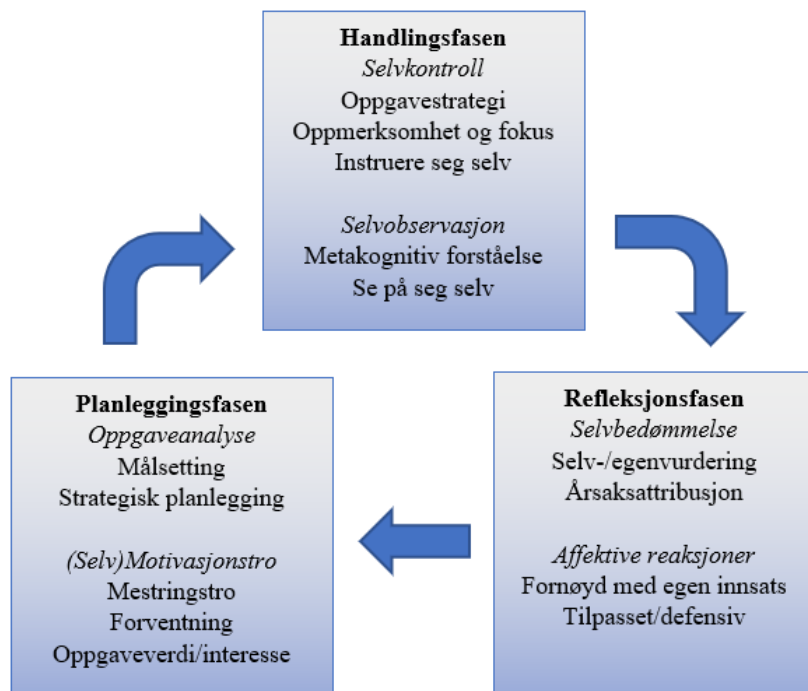 Handlingsfasen
Selvkontroll
Oppgavestrategi
Oppmerksomhet og fokus
Instruere seg selv
Selvobservasjon
Metakognitiv forståelse
Se på seg selv
Planleggingsfasen
Oppgaveanalyse
Målsetting
Strategisk planlegging
(Selv)Motivasjonstro
Mestringstro
Forventning
Oppgaveverdi/interesse
Refleksjonsfasen
Selvbedømmelse
Selv-/egenvurdering
Årsaksattribusjon
Affektive reaksjoner
Fornøyd med egen innsats
Tilpasset/defensiv